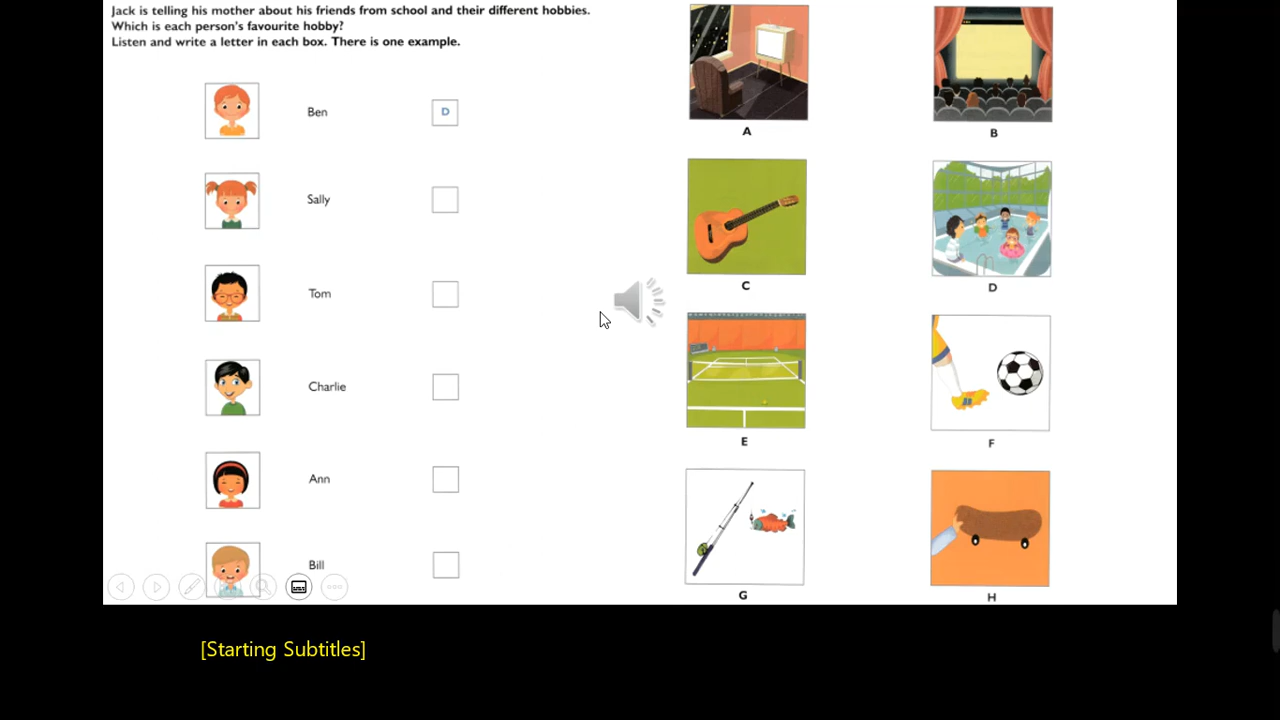 Jack is telling his mother about his friends from school and their different hobbies.
Which is each person's favourite hobby?
Listen and write a letter in each box. There is one example.
Ben
D
Sally
Tom
Charlie
Ann
Bill
A
B
C
D
E
F
G
H
[Starting Subtitles]